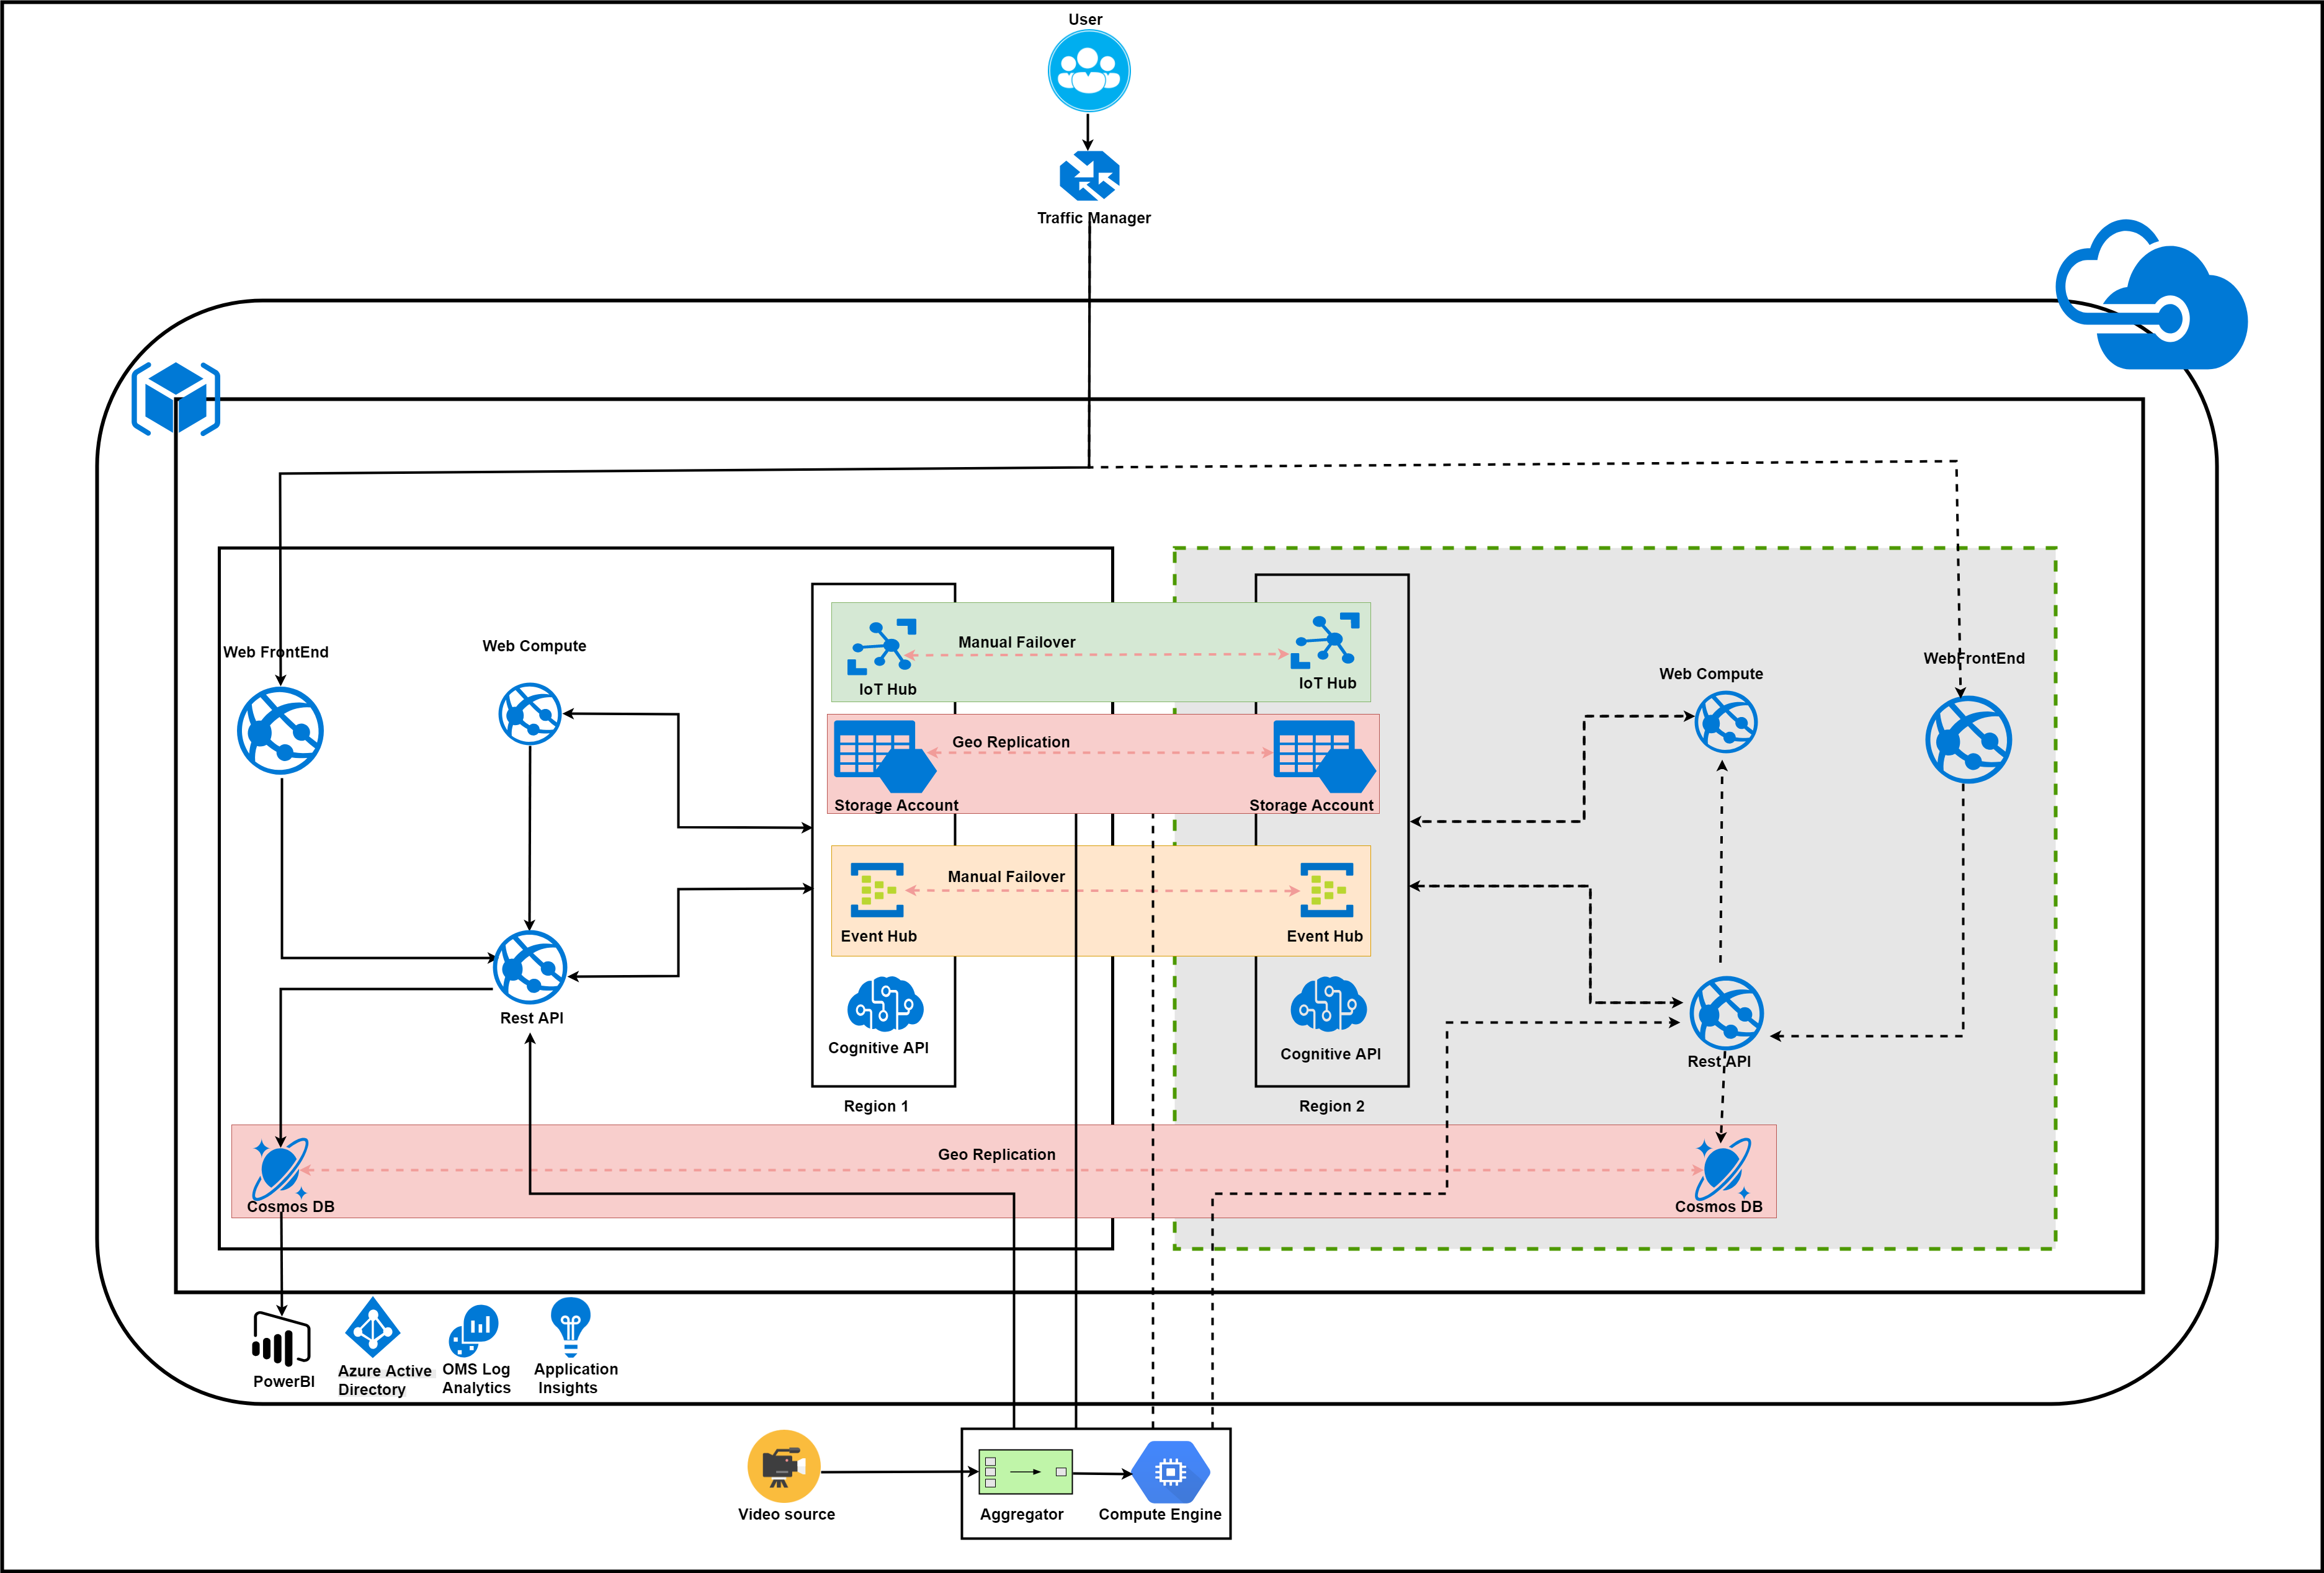 User
Traffic Manager
Web FrontEnd
Web Compute
Manual Failover
IoT Hub
IoT Hub
Geo Replication
Storage Account
Storage Account
Manual Failover
Event Hub
Event Hub
Web Compute
WebFrontEnd
Rest API
Cognitive API
Cognitive API
Rest API
Region 1
Region 2
Geo Replication
Cosmos DB
Cosmos DB
PowerBI
Azure Active
Directory
OMS Log
Analytics
Application
Insights
Video source
Aggregator
Compute Engine